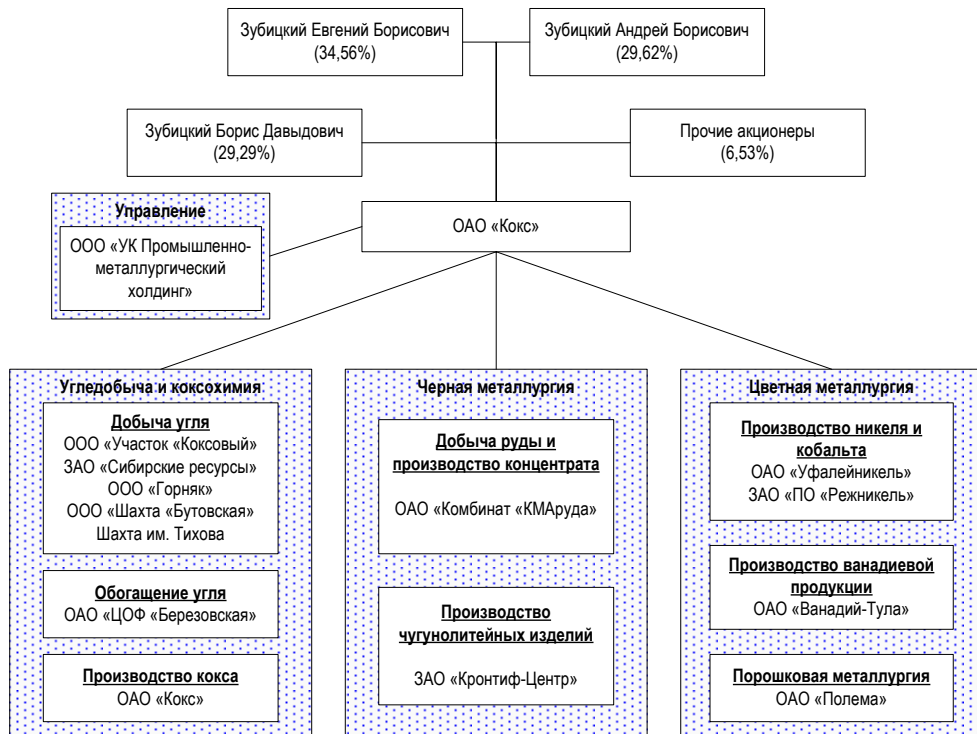 Зубицкий Евгений Борисович
(34,56%)
Зубицкий Андрей Борисович
(29,62%)
Зубицкий Борис Давыдович
(29,29%)
Прочие акционеры
(6,53%)
Управление
ООО «УК Промышленно-
металлургический
холдинг»
ОАО «Кокс»
Угледобыча и коксохимия
Добыча угля
ООО «Участок «Коксовый»
ЗАО «Сибирские ресурсы»
ООО «Горняк»
ООО «Шахта «Бутовская»
Шахта им. Тихова
Обогащение угля
ОАО «ЦОФ «Березовская»
Производство кокса
ОАО «Кокс»
Черная металлургия
Добыча руды и
производство концентрата
ОАО «Комбинат «КМАруда»
Производство
чугунолитейных изделий
ЗАО «Кронтиф-Центр»
Цветная металлургия
Производство никеля и
кобальта
ОАО «Уфалейникель»
ЗАО «ПО «Режникель»
Производство ванадиевой
продукции
ОАО «Ванадий-Тула»
Порошковая металлургия
ОАО «Полема»